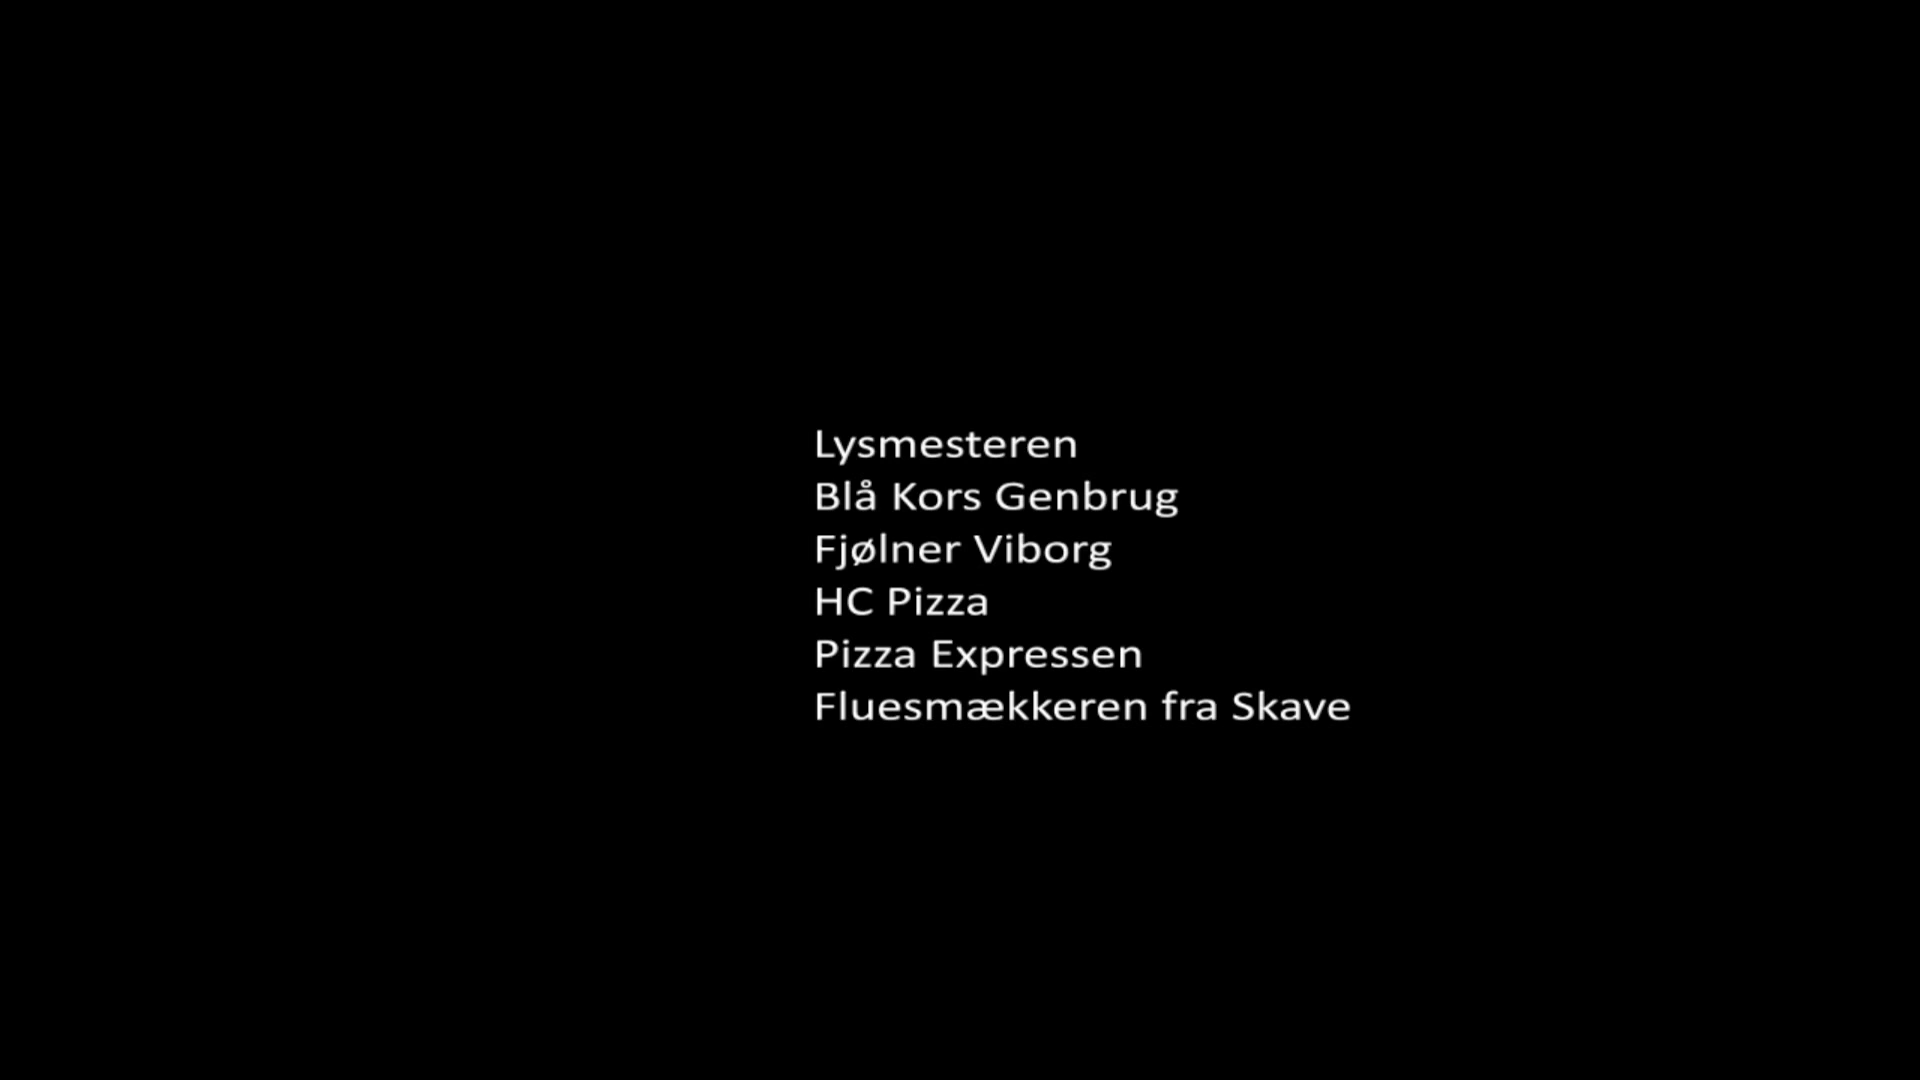 Lysmesteren
Blå Kors Genbrug
Fjølner Viborg
HC Pizza
Pizza Expressen
Fluesmækkeren fra Skave